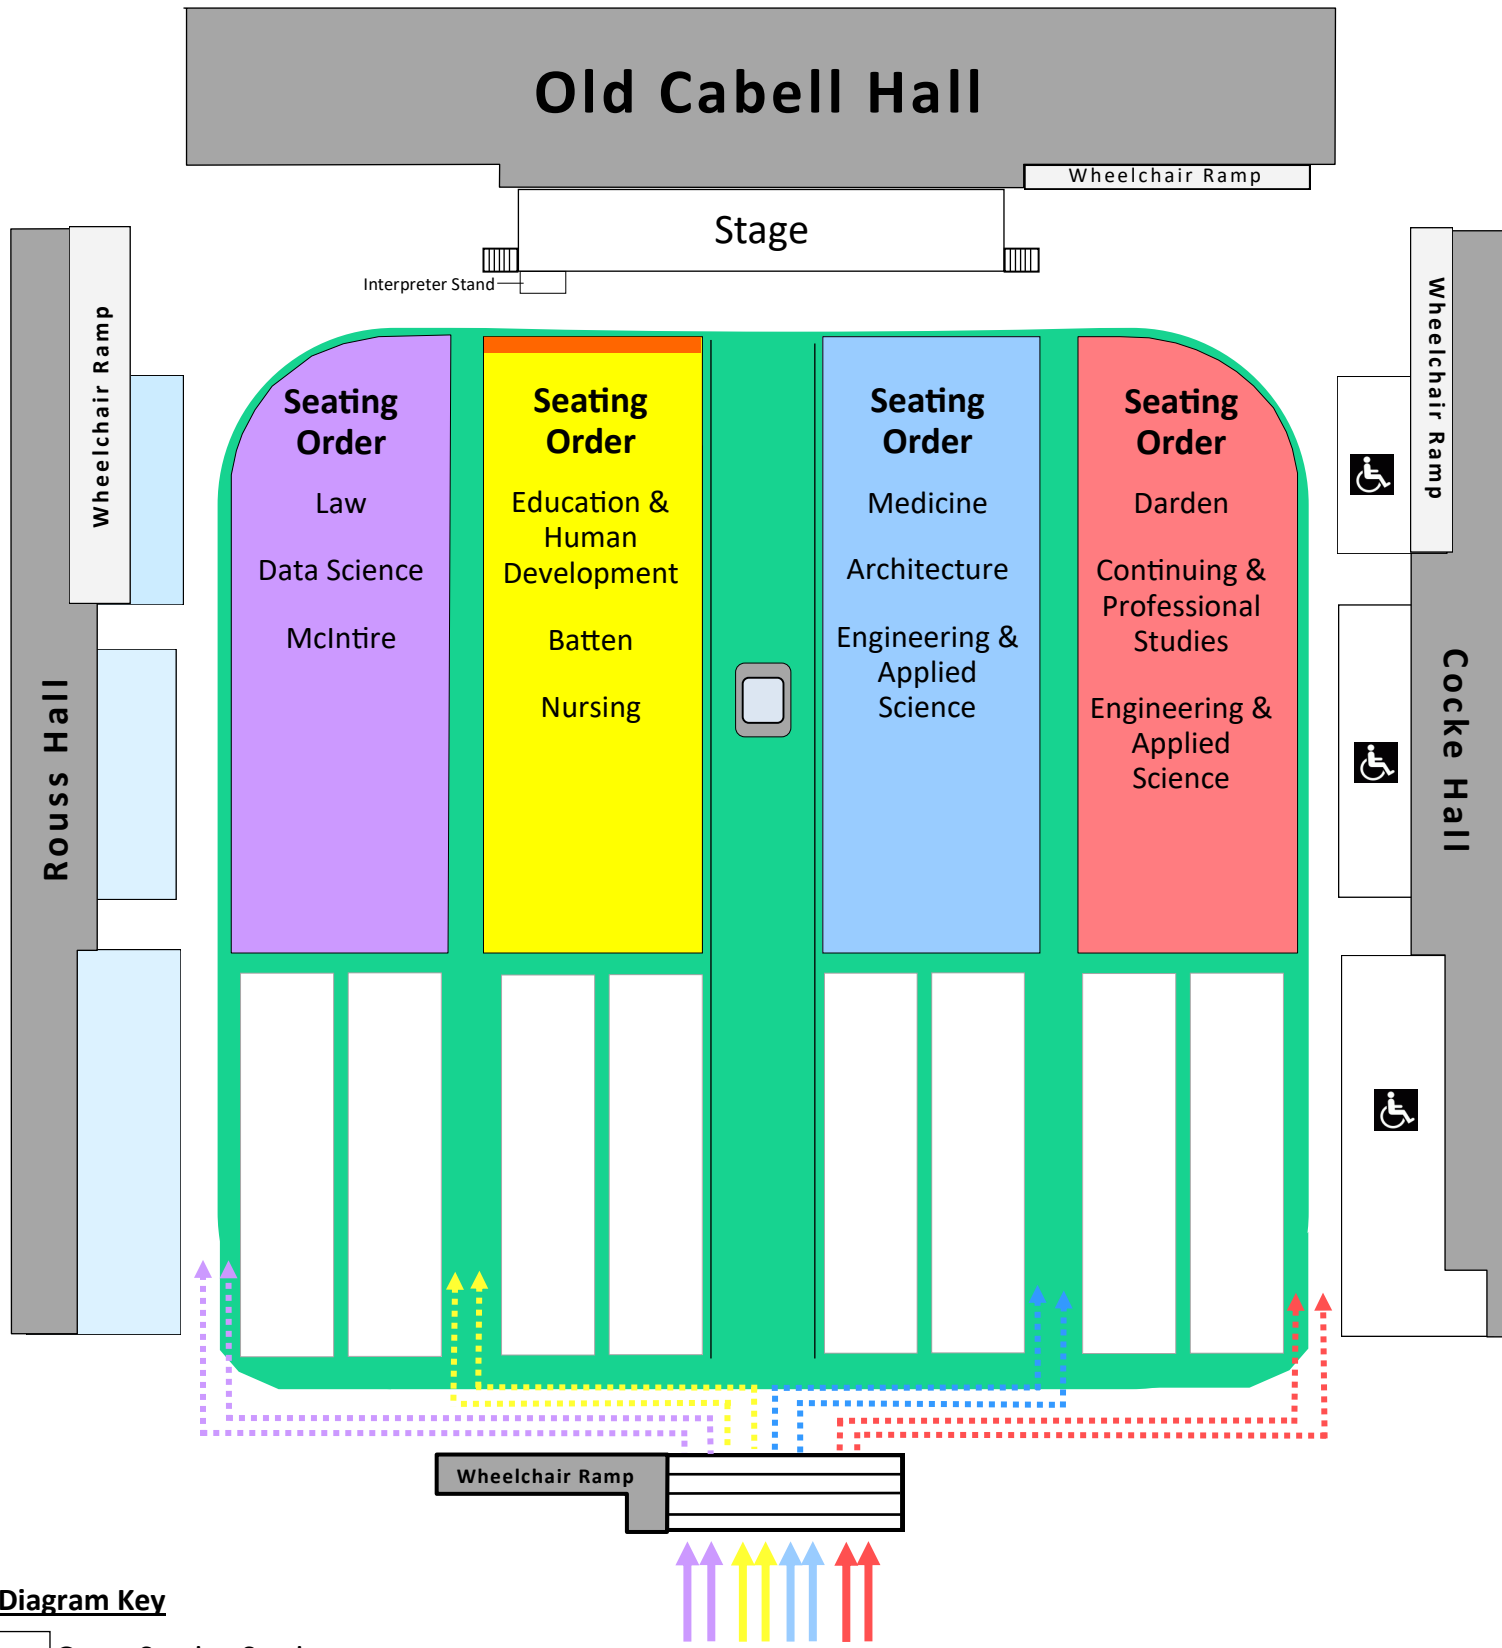 Old Cabell Hall
Wheelchair Ramp
Stage
Interpreter Stand
Wheelchair Ramp
Rouss Hall
Seating
Order
Law
Data Science
McIntire
Seating
Order
Education &
Human
Development
Batten
Nursing
Seating
Order
Medicine
Architecture
Engineering &
Applied
Science
Seating
Order
Darden
Continuing &
Professional
Studies
Engineering &
Applied
Science
Wheelchair Ramp
Cocke Hall
Wheelchair Ramp
Diagram Key